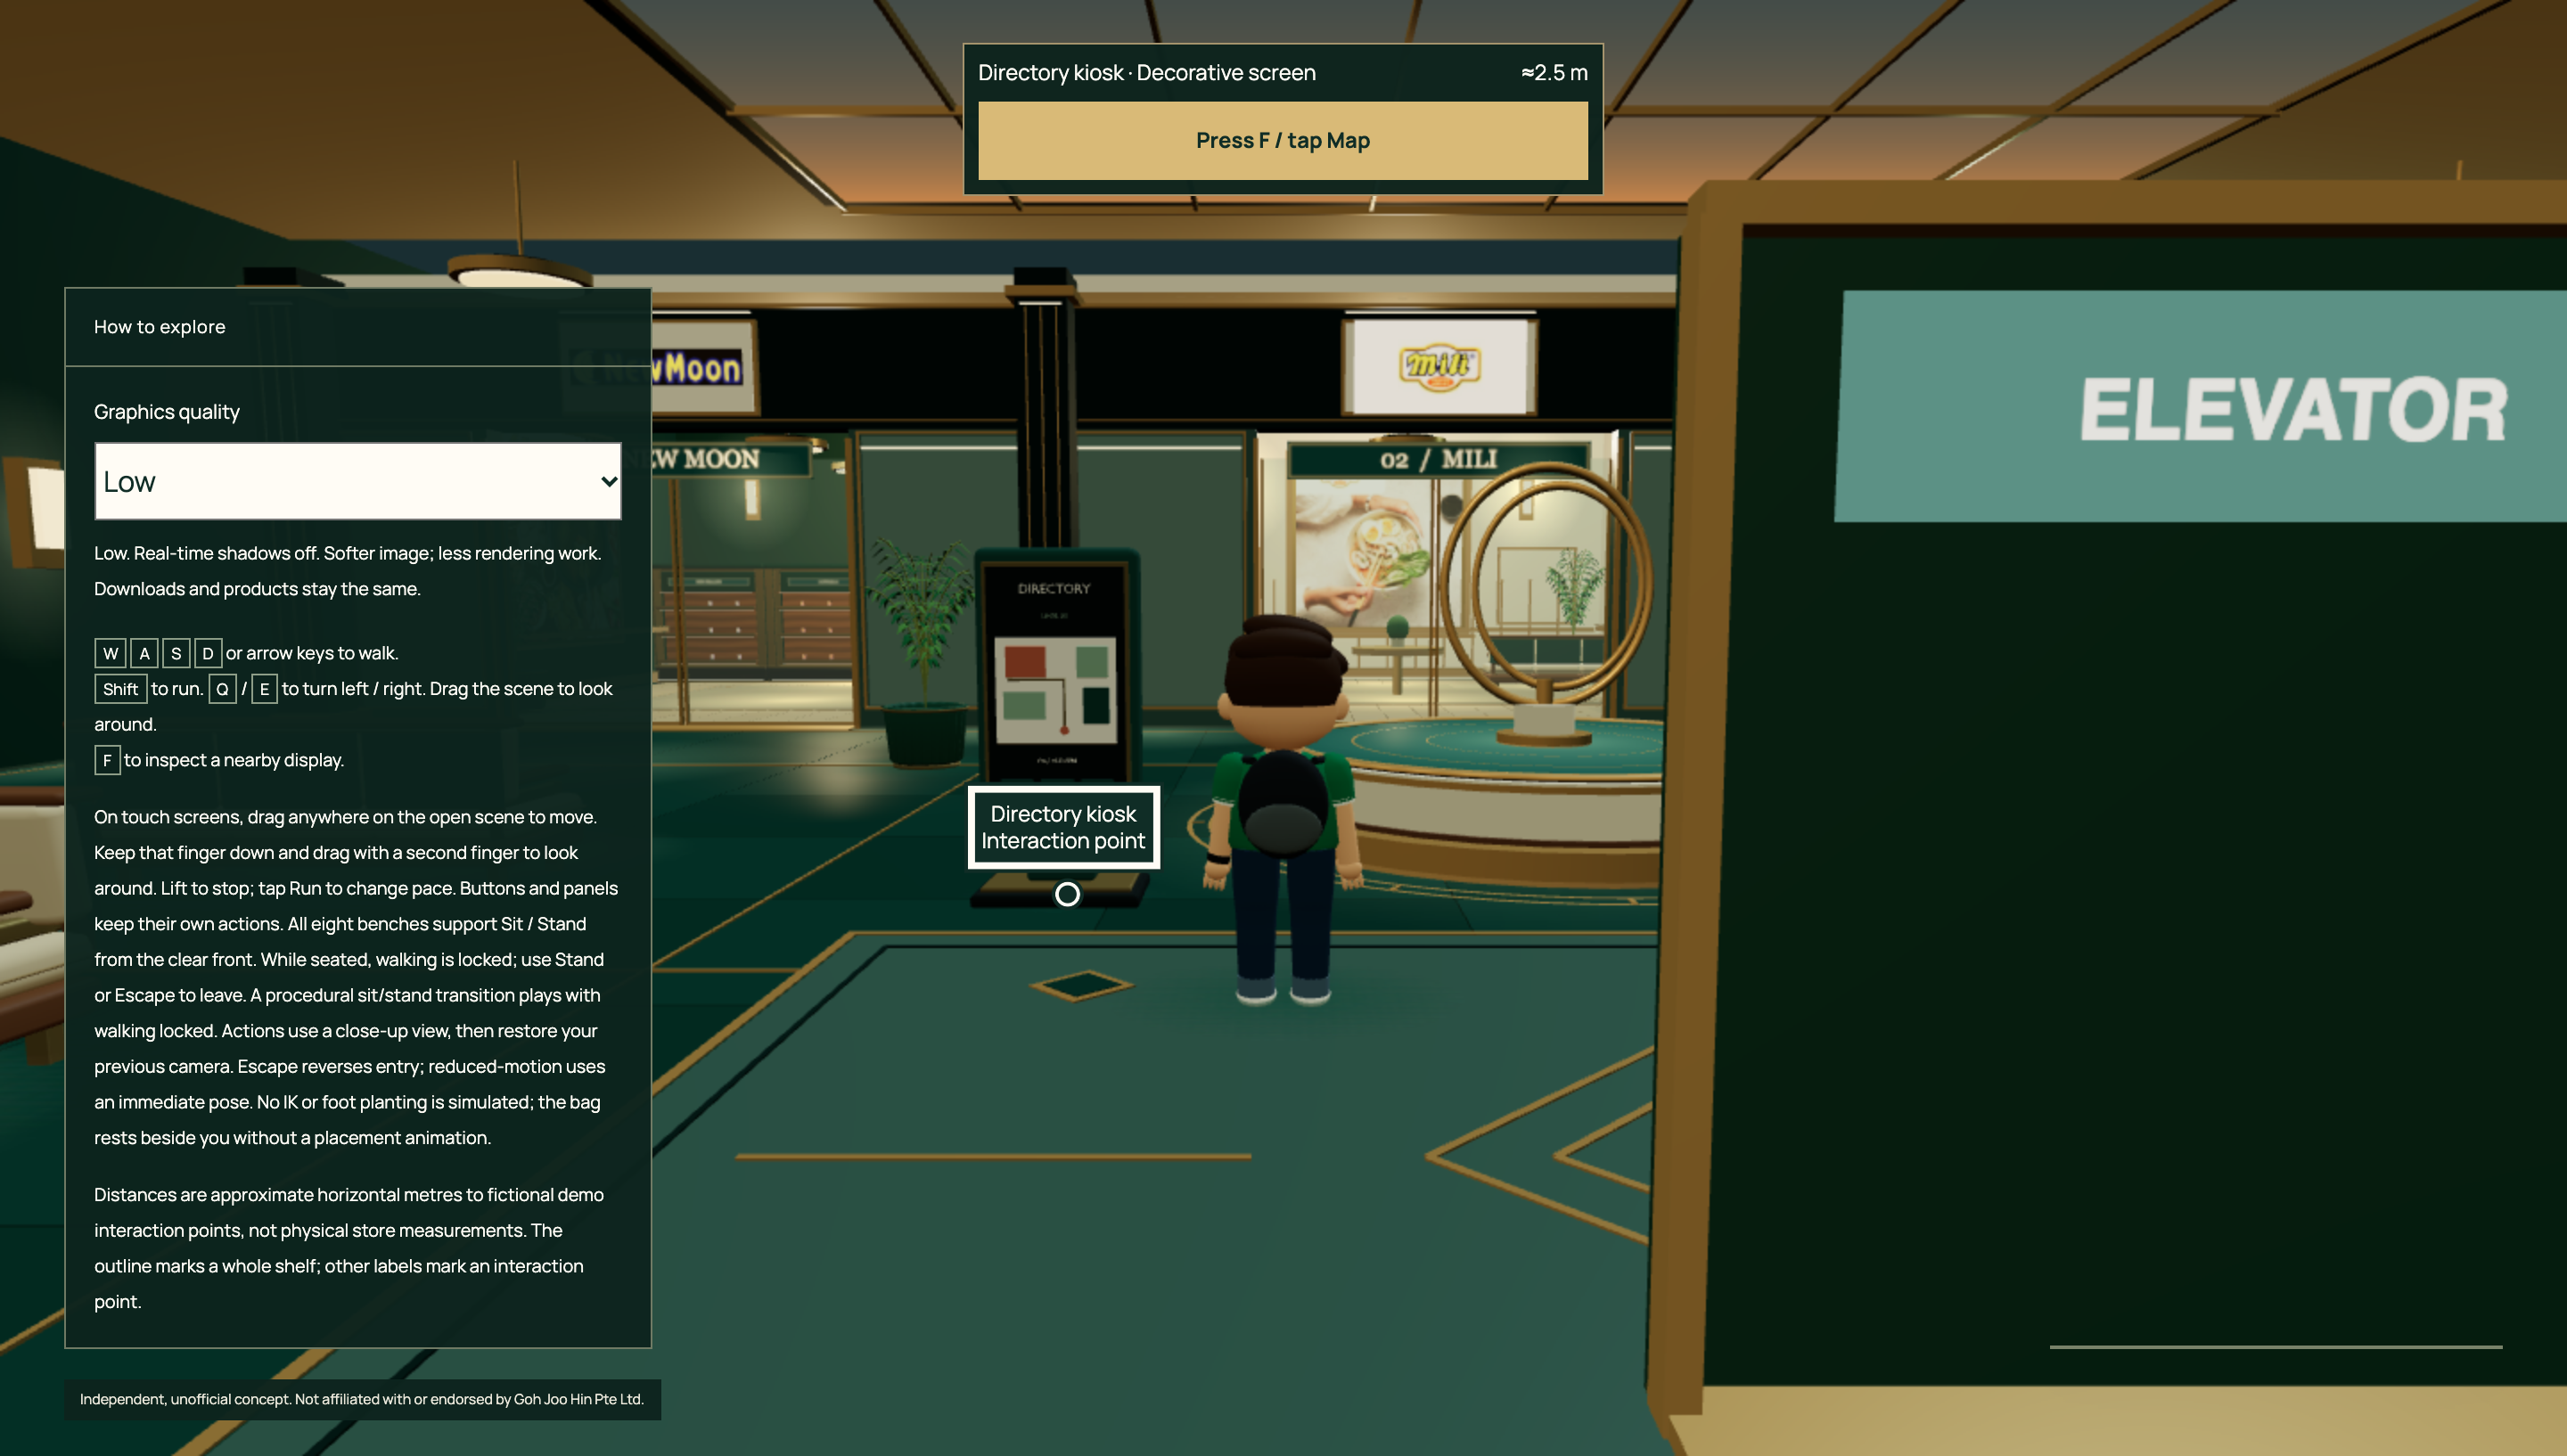 Directory kiosk · Decorative screen
≈2.5 m
Press F / tap Map
How to explore
Graphics quality
Low
Low. Real-time shadows off. Softer image; less rendering work.
Downloads and products stay the same.
W A S D or arrow keys to walk.
Shift to run. Q / E to turn left / right. Drag the scene to look
around.
F to inspect a nearby display.
On touch screens, drag anywhere on the open scene to move.
Keep that finger down and drag with a second finger to look
around. Lift to stop; tap Run to change pace. Buttons and panels
keep their own actions. All eight benches support Sit / Stand
from the clear front. While seated, walking is locked; use Stand
or Escape to leave. A procedural sit/stand transition plays with
walking locked. Actions use a close-up view, then restore your
previous camera. Escape reverses entry; reduced-motion uses
an immediate pose. No IK or foot planting is simulated; the bag
rests beside you without a placement animation.
Distances are approximate horizontal metres to fictional demo
interaction points, not physical store measurements. The
outline marks a whole shelf; other labels mark an interaction
point.
Independent, unofficial concept. Not affiliated with or endorsed by Goh Joo Hin Pte Ltd.
NewMoon
NEW MOON
mili
02 / MILI
DIRECTORY
Directory kiosk
Interaction point
ELEVATOR